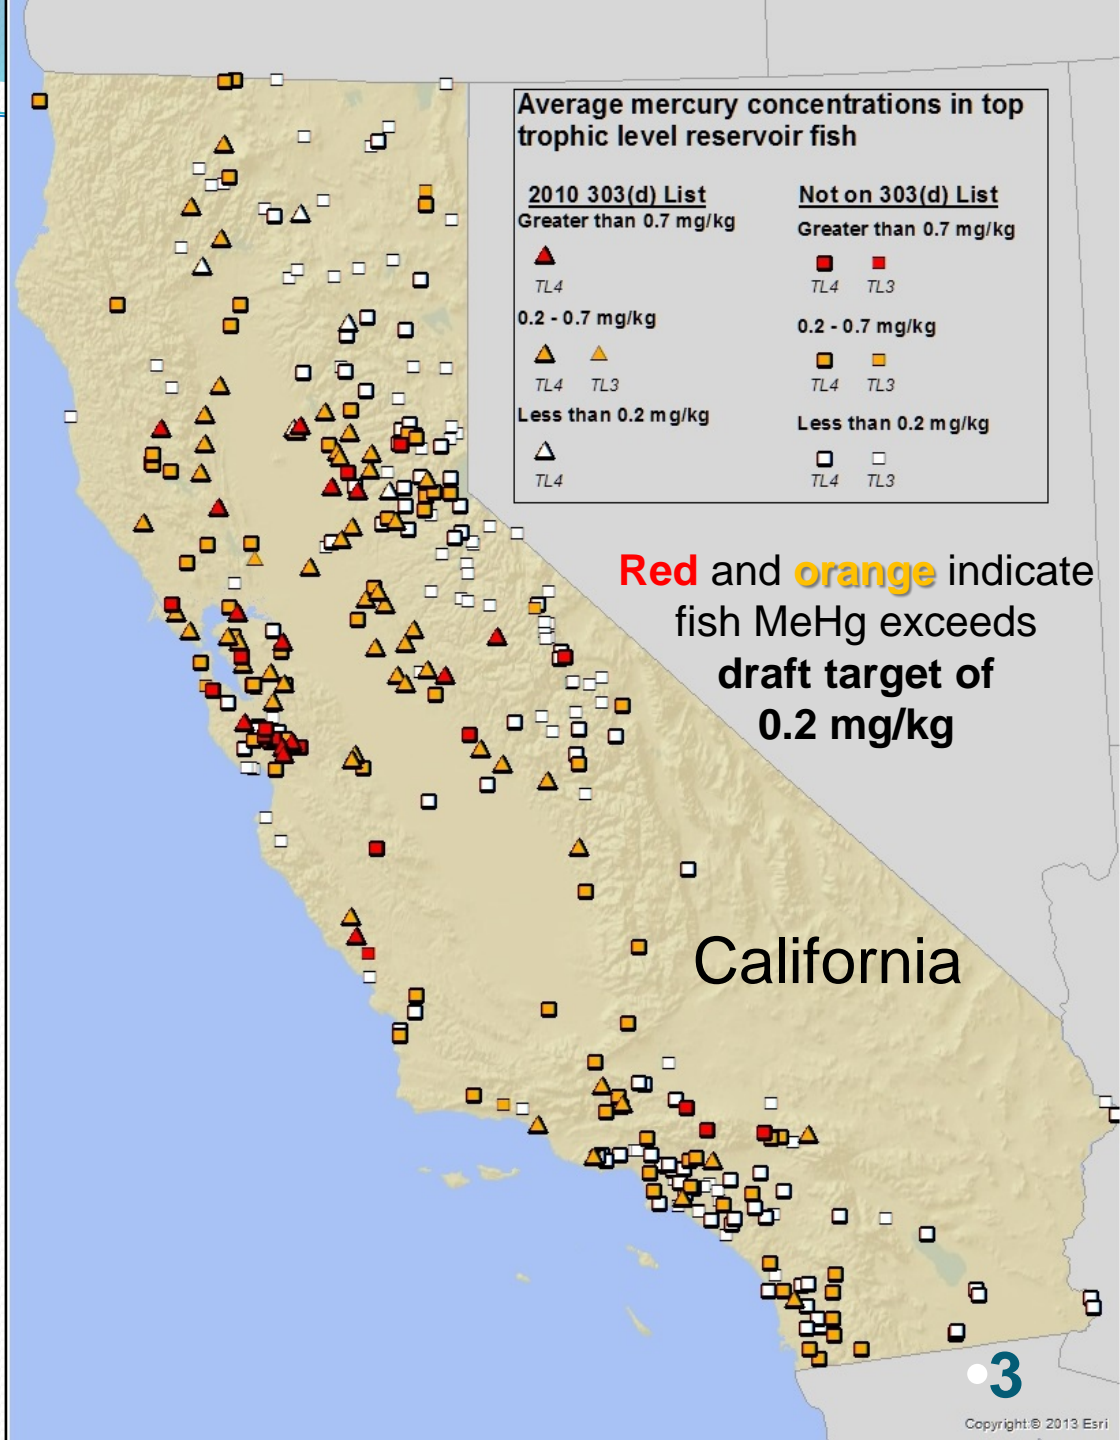 Average mercury concentrations in top
trophic level reservoir fish
2010 303(d) List
Greater than 0.7 mg/kg
TL4
0.2 - 0.7 mg/kg
TL4 TL3
Less than 0.2 mg/kg
TL4
Not on 303(d) List
Greater than 0.7 mg/kg
TL4 TL3
0.2 - 0.7 mg/kg
TL4 TL3
Less than 0.2 mg/kg
TL4 TL3
Red and orange indicate
fish MeHg exceeds
draft target of
0.2 mg/kg
California
•3
Copyright:© 2013 Esri